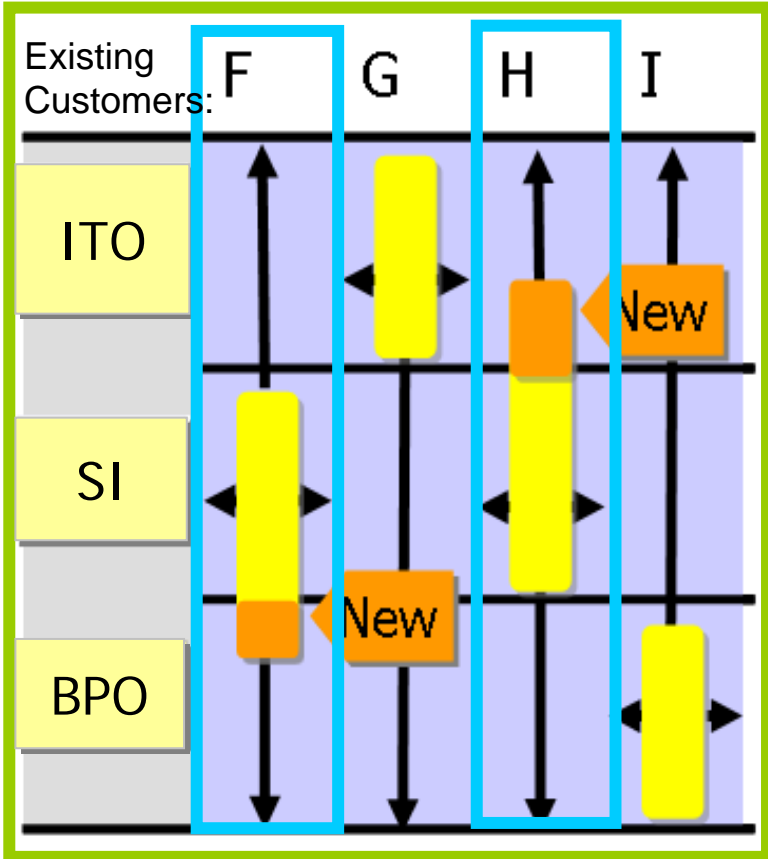 Existing
Customers:
F G H I
ITO
New
SI
New
BPO